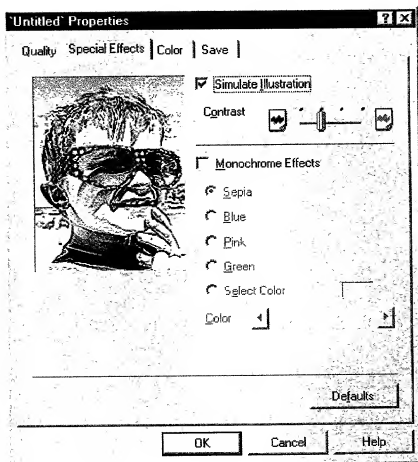 'Untitled' Properties
Quality Special Effects Color Save
Simulate Illustration
Contrast
Monochrome Effects
Sepia
Blue
Pink
Green
Select Color
Color
Defaults
OK Cancel Help